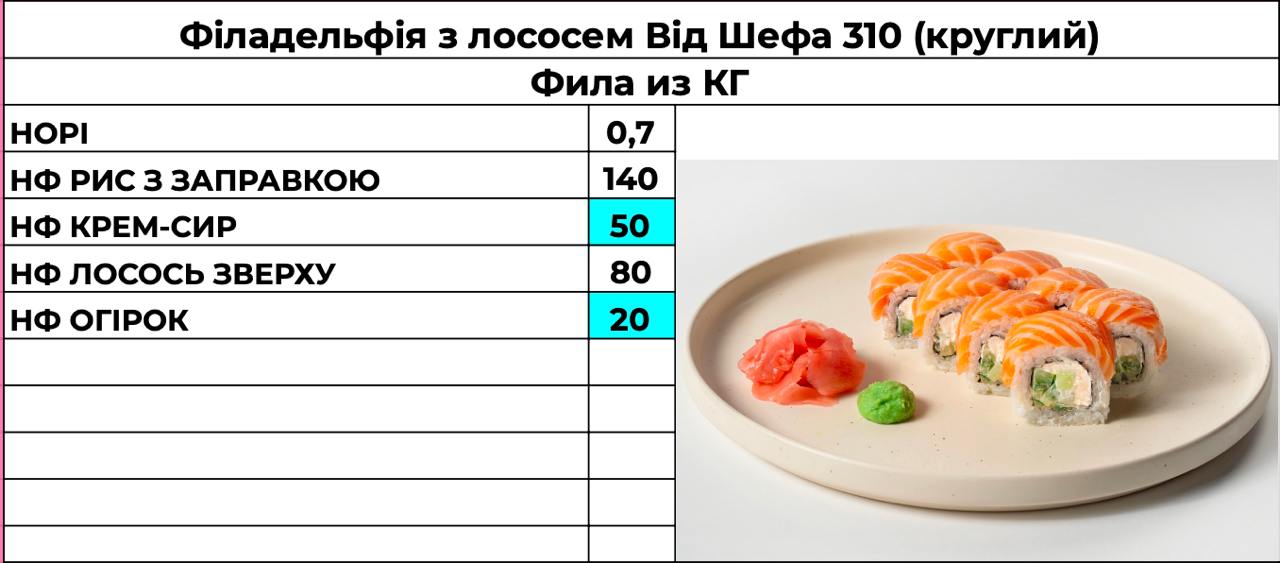 Філадельфія з лососем Від Шефа 310 (круглий)
Фила из КГ
НОРІ 0,7
НФ РИС З ЗАПРАВКОЮ 140
НФ КРЕМ-СИР 50
НФ ЛОСОСЬ ЗВЕРХУ 80
НФ ОГІРОК 20